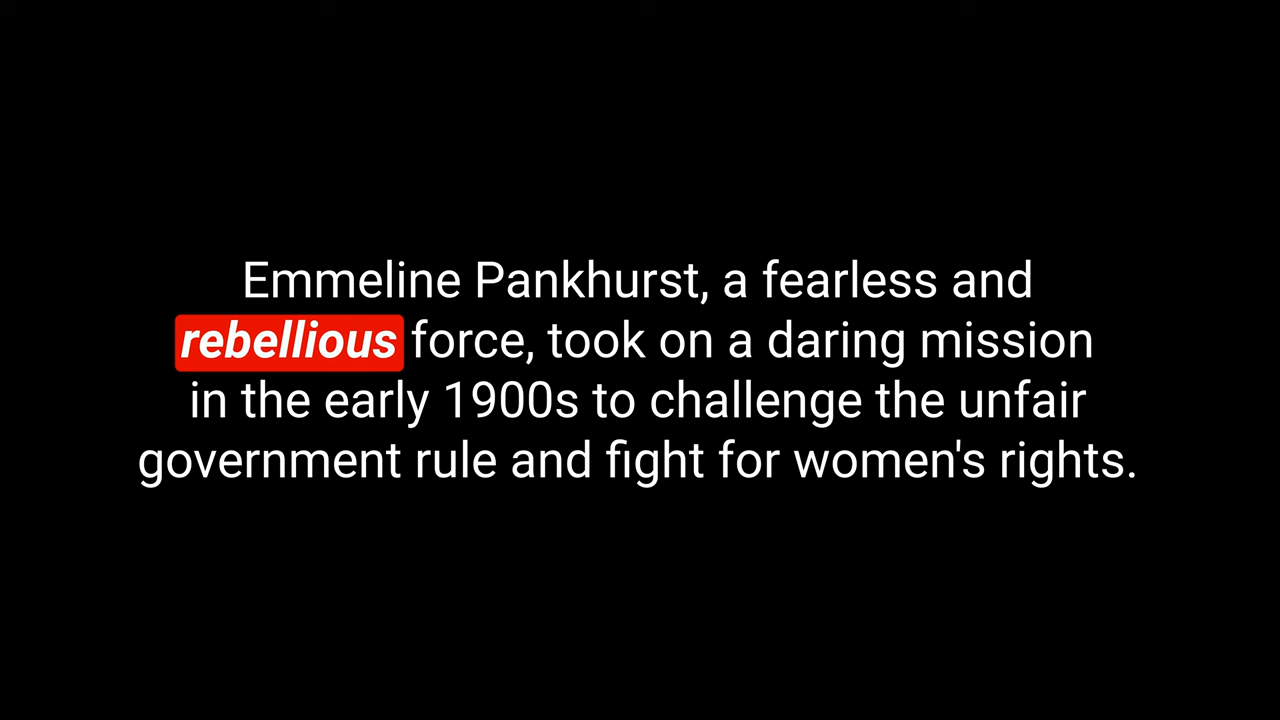 Emmeline Pankhurst, a fearless and
rebellious force, took on a daring mission
in the early 1900s to challenge the unfair
government rule and fight for women's rights.